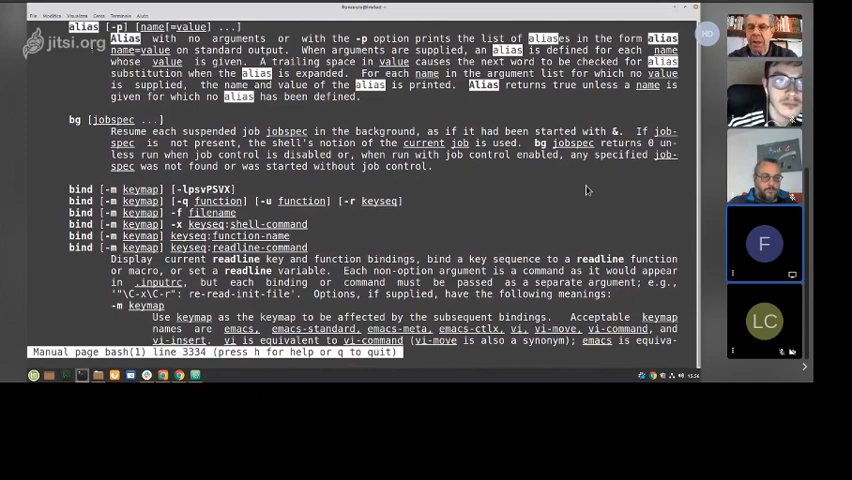 Modifica Visualizza Cerca Terminale Aiuto
jitsi.org
alias [-p] [name[=value] ...]
Alias with no arguments or with the -p option prints the list of aliases in the form alias
name=value on standard output. When arguments are supplied, an alias is defined for each name
whose value is given. A trailing space in value causes the next word to be checked for alias
substitution when the alias is expanded. For each name in the argument list for which no value
is supplied, the name and value of the alias is printed. Alias returns true unless a name is
given for which no alias has been defined.
bg [jobspec ...]
Resume each suspended job jobspec in the background, as if it had been started with &. If job-
spec is not present, the shell's notion of the current job is used. bg jobspec returns 0 un-
less run when job control is disabled or, when run with job control enabled, any specified job-
spec was not found or was started without job control.
bind [-m keymap] [-lpsvPSVX]
bind [-m keymap] [-q function] [-u function] [-r keyseq]
bind [-m keymap] -f filename
bind [-m keymap] -x keyseq:shell-command
bind [-m keymap] keyseq:function-name
bind [-m keymap] keyseq:readline-command
Display current readline key and function bindings, bind a key sequence to a readline function
or macro, or set a readline variable. Each non-option argument is a command as it would appear
in .inputrc, but each binding or command must be passed as a separate argument; e.g.,
'"\C-x\C-r": re-read-init-file'. Options, if supplied, have the following meanings:
-m keymap
Use keymap as the keymap to be affected by the subsequent bindings. Acceptable keymap
names are emacs, emacs-standard, emacs-meta, emacs-ctlx, vi, vi-move, vi-command, and
vi-insert. vi is equivalent to vi-command (vi-move is also a synonym); emacs is equiva-
Manual page bash(1) line 3334 (press h for help or q to quit)
15.56
HD
F
LC